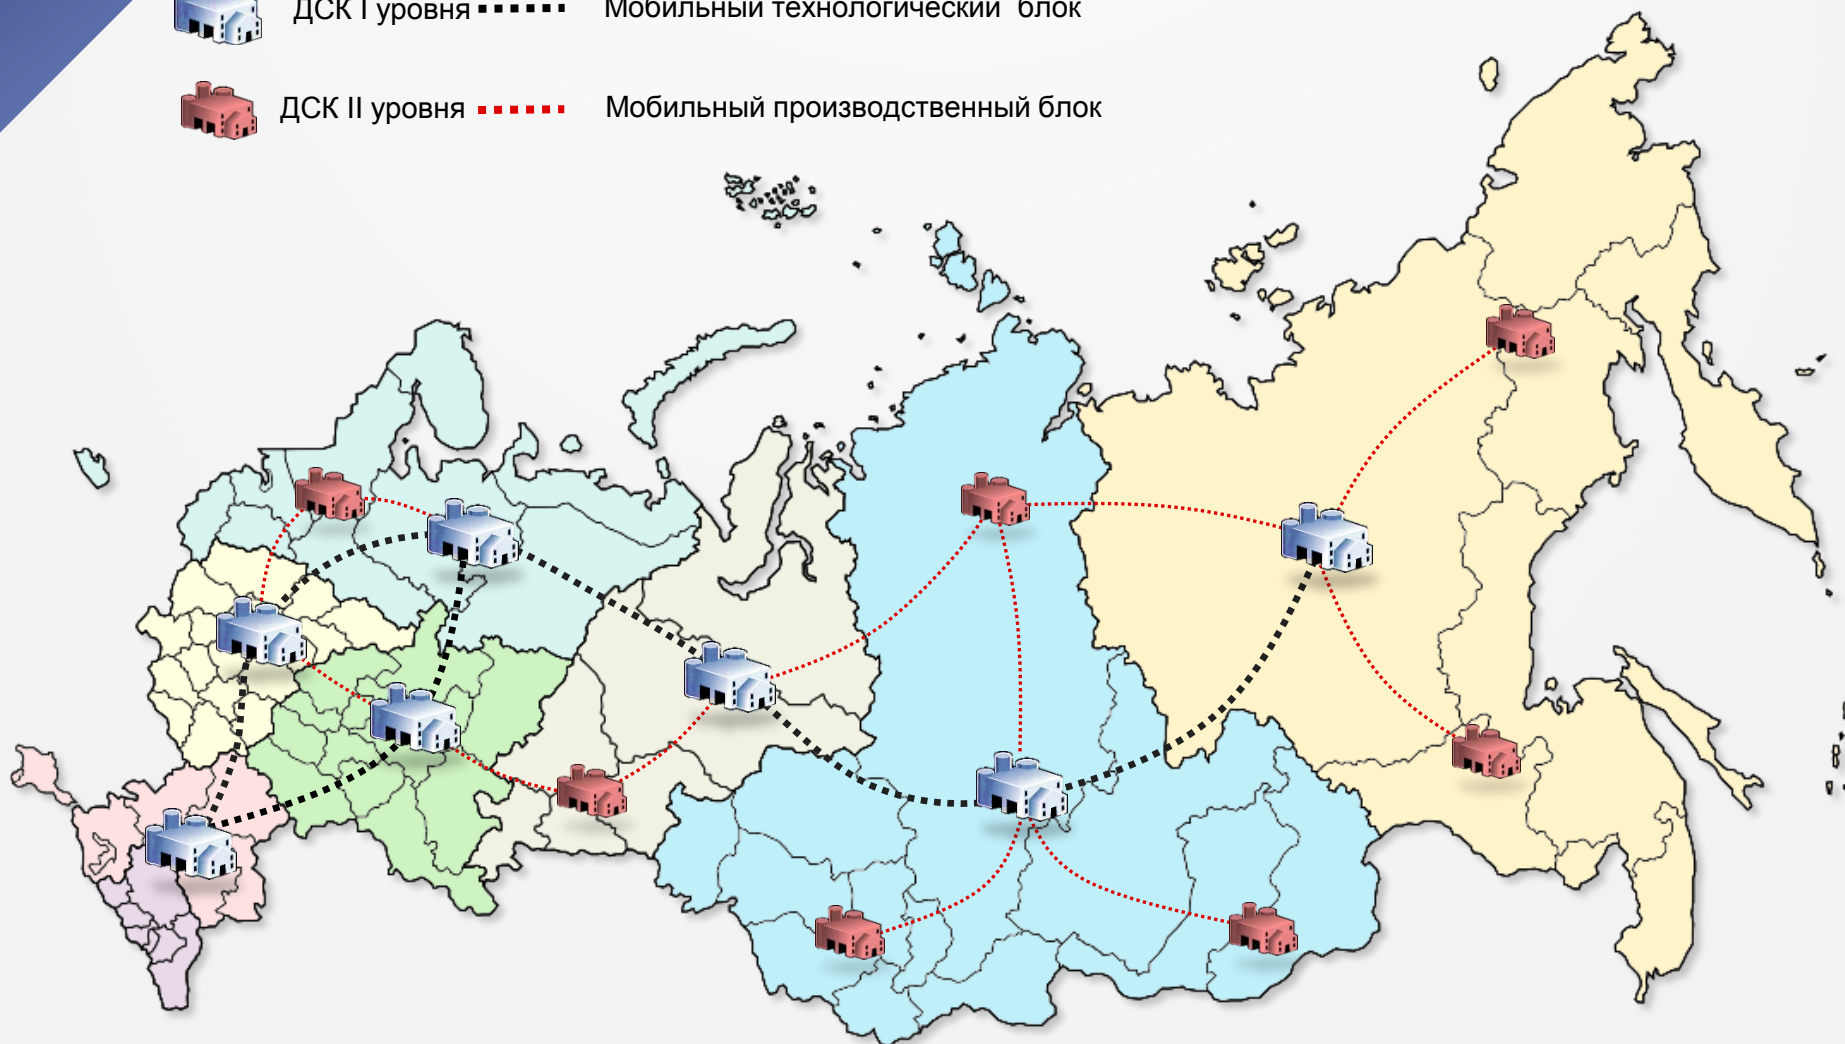 ДСК I уровня
Мобильный технологический блок
ДСК II уровня
Мобильный производственный блок